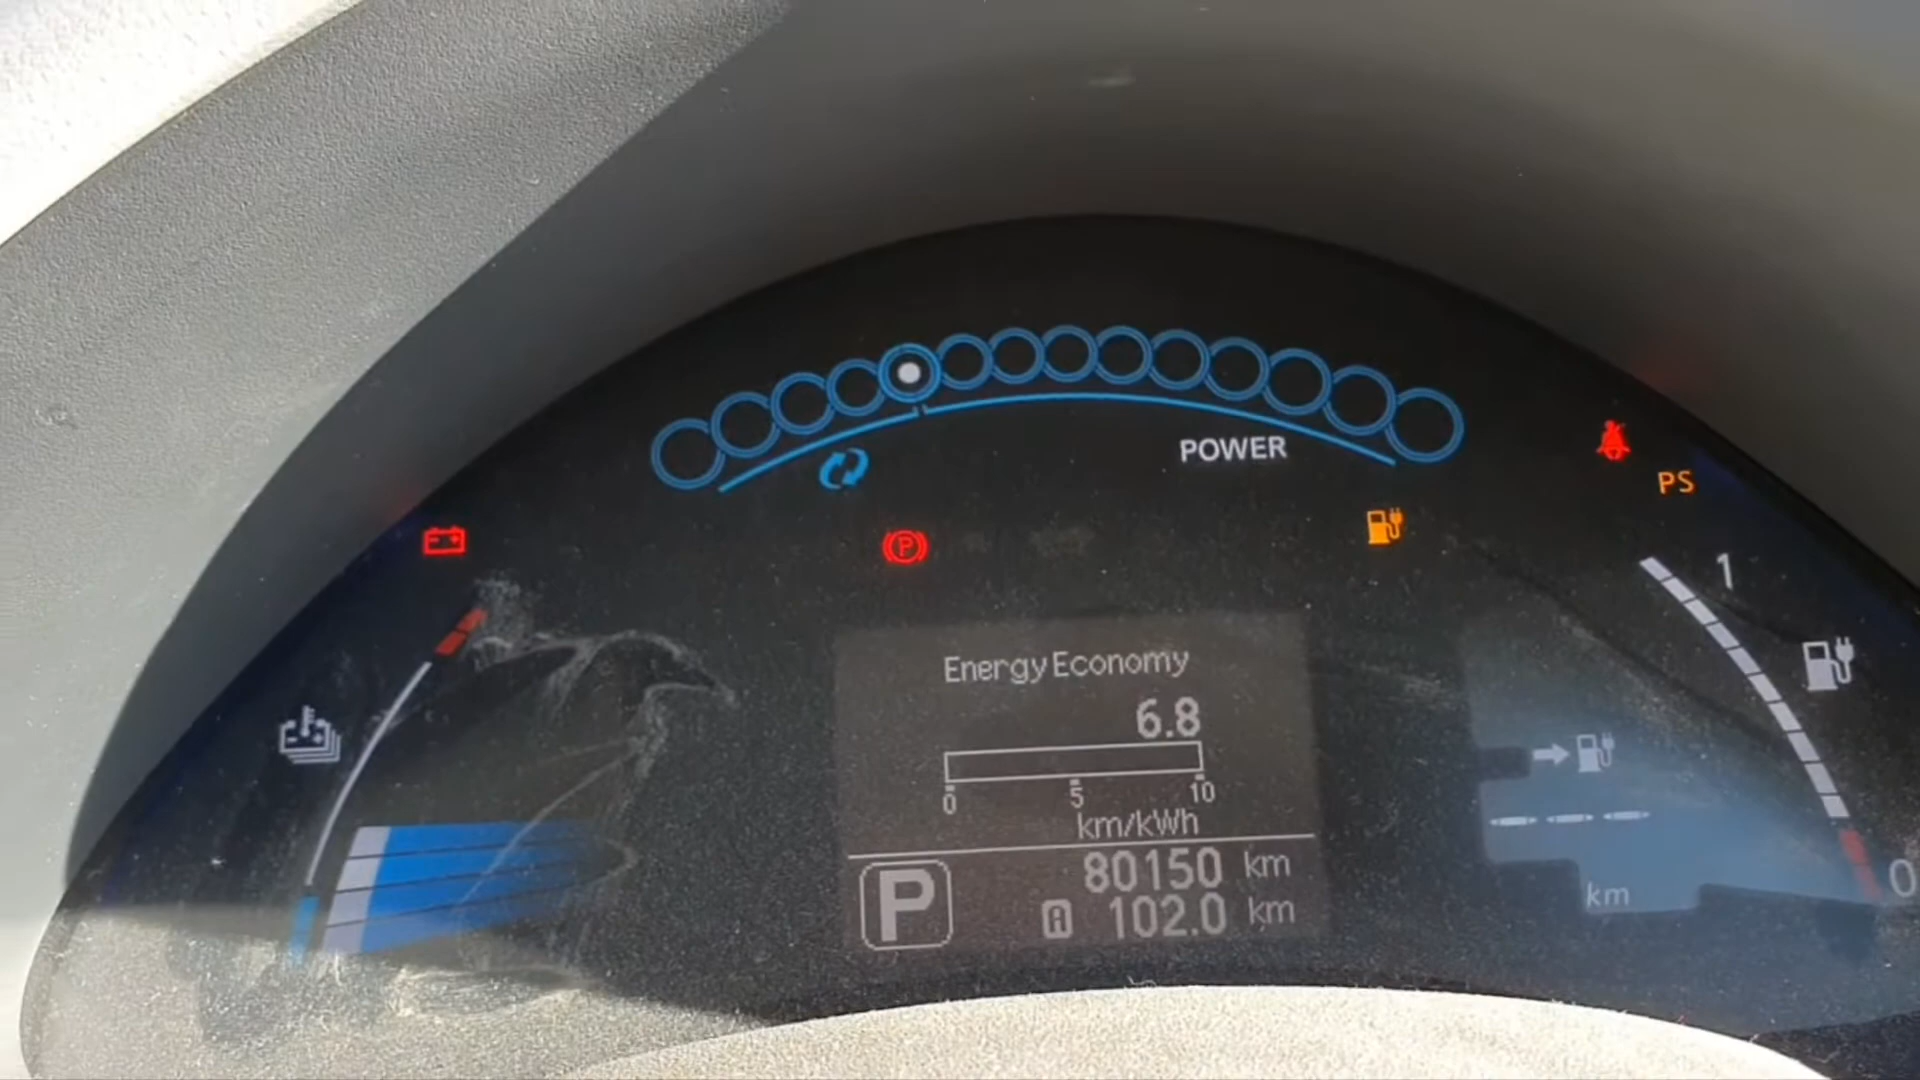 POWER
PS
P
1
Energy Economy
6.8
0 5 10
km/kWh
80150 km
P
A 102.0 km
--- km
0